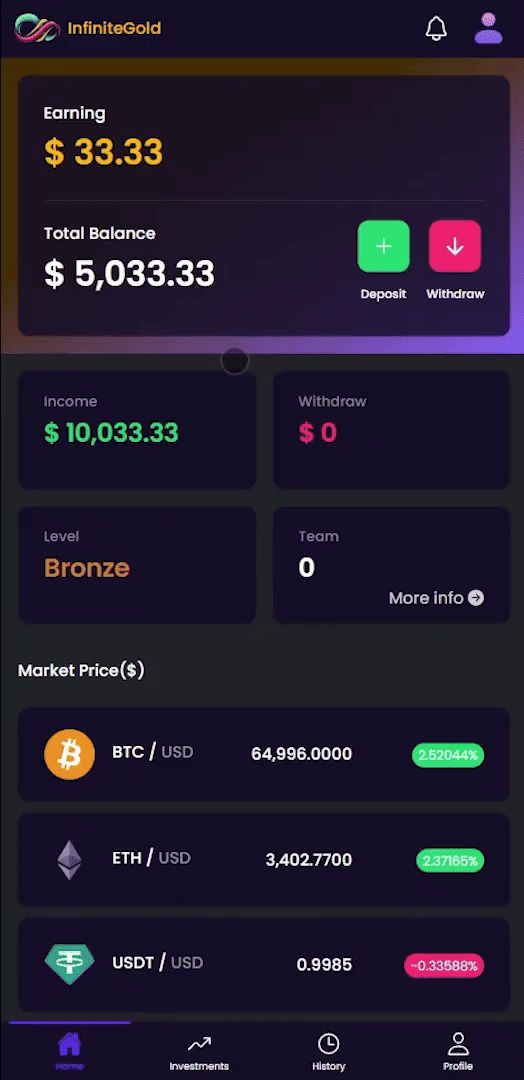 InfiniteGold
Earning
$ 33.33
Total Balance
$ 5,033.33
Deposit
Withdraw
Income
$ 10,033.33
Withdraw
$ 0
Level
Bronze
Team
0
More info
Market Price($)
BTC / USD 64,996.0000 2.52044%
ETH / USD 3,402.7700 2.37165%
USDT / USD 0.9985 -0.33588%
Home Investments History Profile